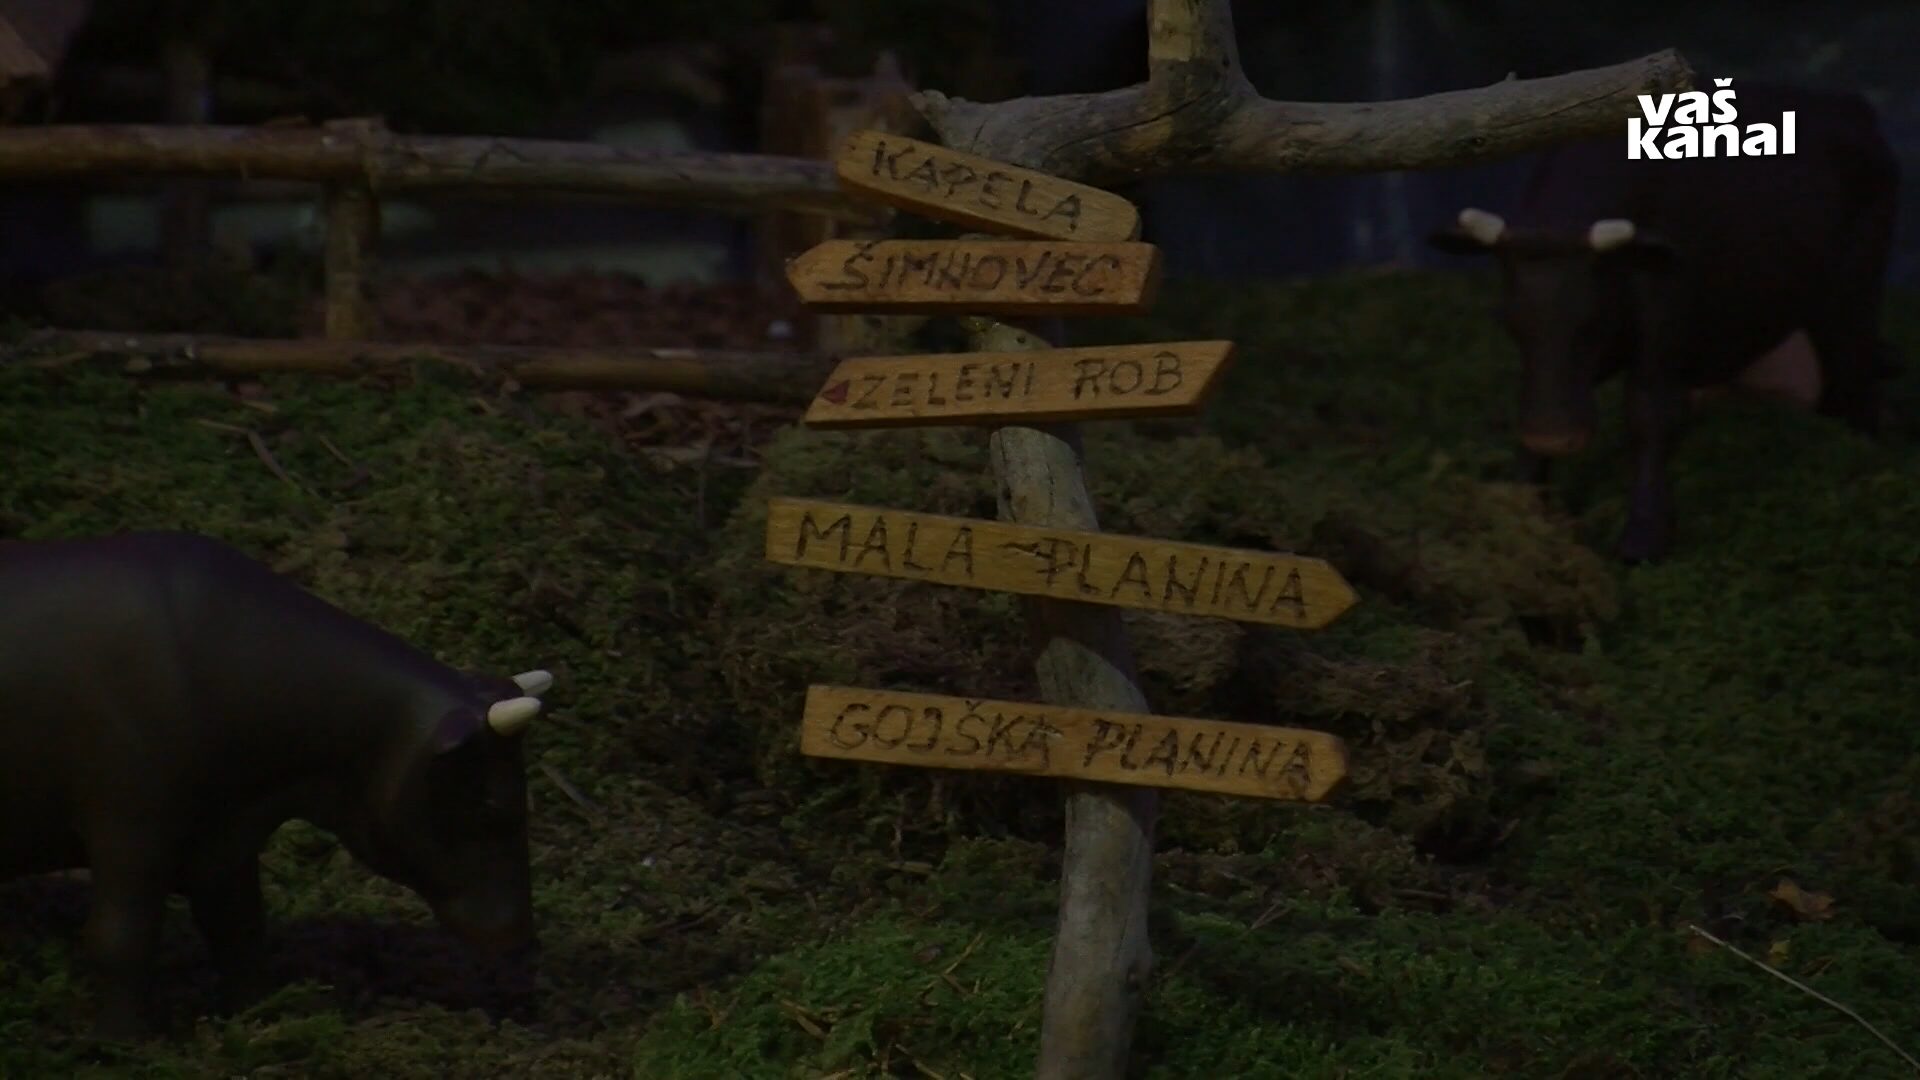 vaš
kanal
KAPELA
ŠIMNOVEC
ZELENI ROB
MALA PLANINA
GOJŠKA PLANINA